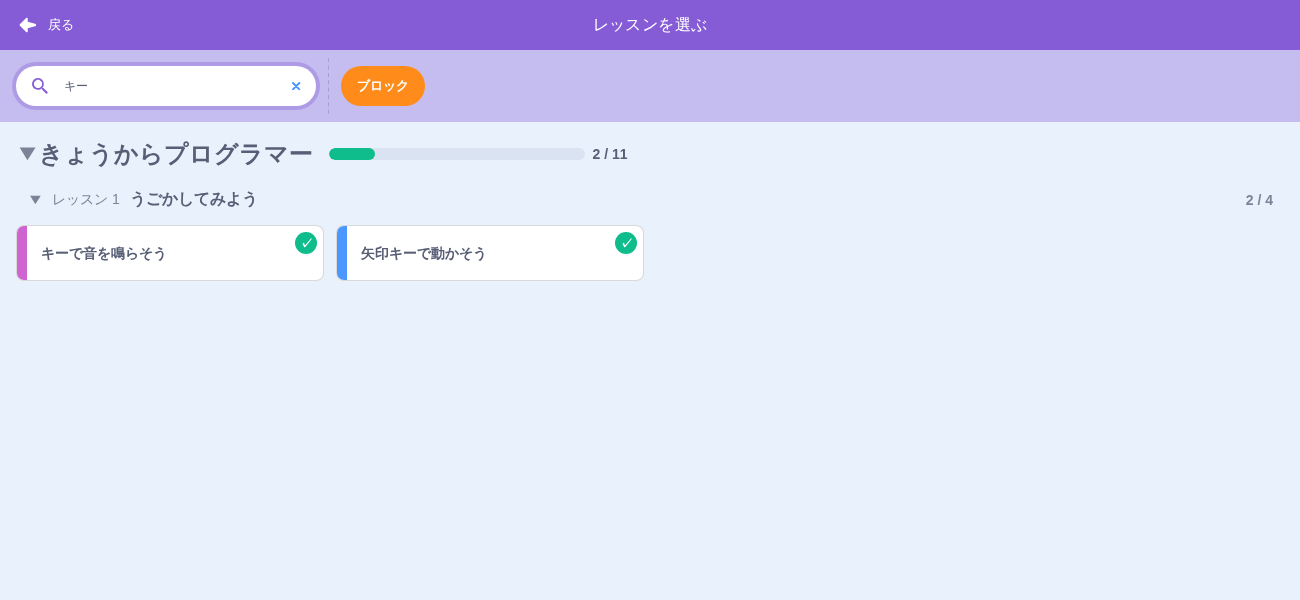 戻る
レッスンを選ぶ
キー
ブロック
きょうからプログラマー 2 / 11
レッスン 1 うごかしてみよう 2 / 4
キーで音を鳴らそう
矢印キーで動かそう